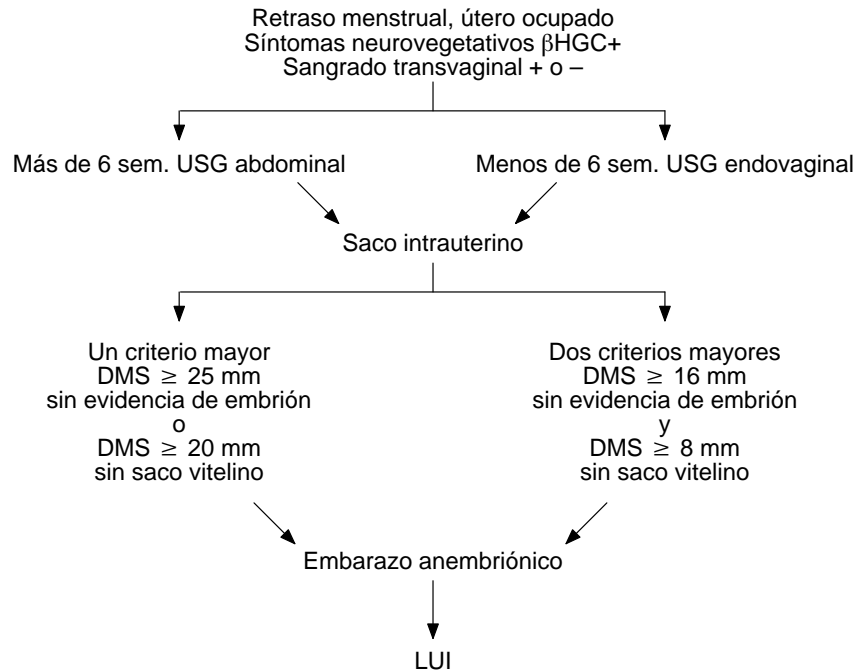 Retraso menstrual, útero ocupado
Síntomas neurovegetativos βHGC+
Sangrado transvaginal + o –
Más de 6 sem. USG abdominal
Menos de 6 sem. USG endovaginal
Saco intrauterino
Un criterio mayor
DMS ≥ 25 mm
sin evidencia de embrión
o
DMS ≥ 20 mm
sin saco vitelino
Dos criterios mayores
DMS ≥ 16 mm
sin evidencia de embrión
y
DMS ≥ 8 mm
sin saco vitelino
Embarazo anembriónico
LUI